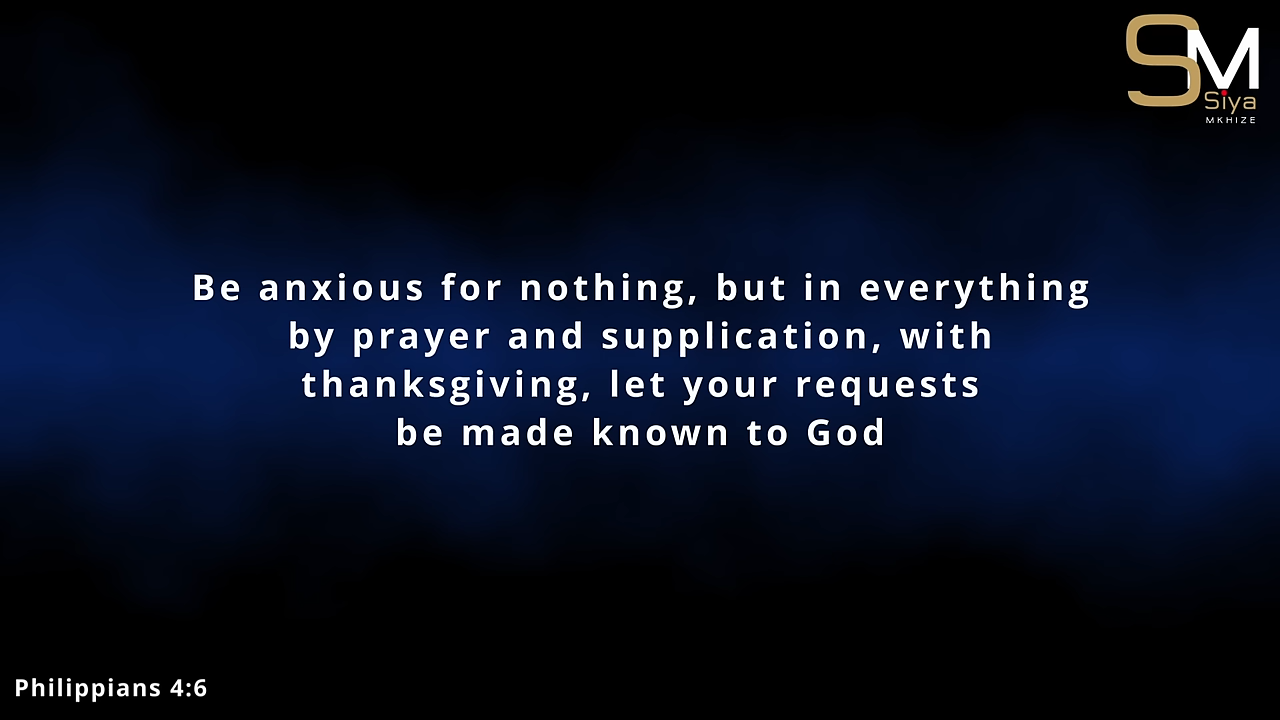 SM
Siya
MKHIZE
Be anxious for nothing, but in everything
by prayer and supplication, with
thanksgiving, let your requests
be made known to God
Philippians 4:6